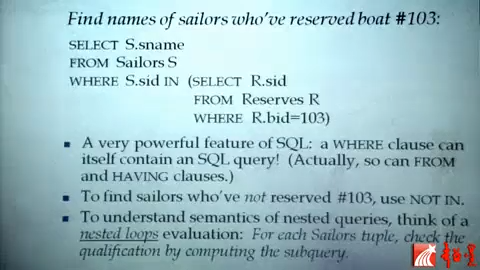 Find names of sailors who've reserved boat #103:
SELECT S.sname
FROM Sailors S
WHERE S.sid IN (SELECT R.sid
FROM Reserves R
WHERE R.bid=103)
▪ A very powerful feature of SQL: a WHERE clause can
itself contain an SQL query! (Actually, so can FROM
and HAVING clauses.)
▪ To find sailors who've not reserved #103, use NOT IN.
▪ To understand semantics of nested queries, think of a
nested loops evaluation: For each Sailors tuple, check the
qualification by computing the subquery.